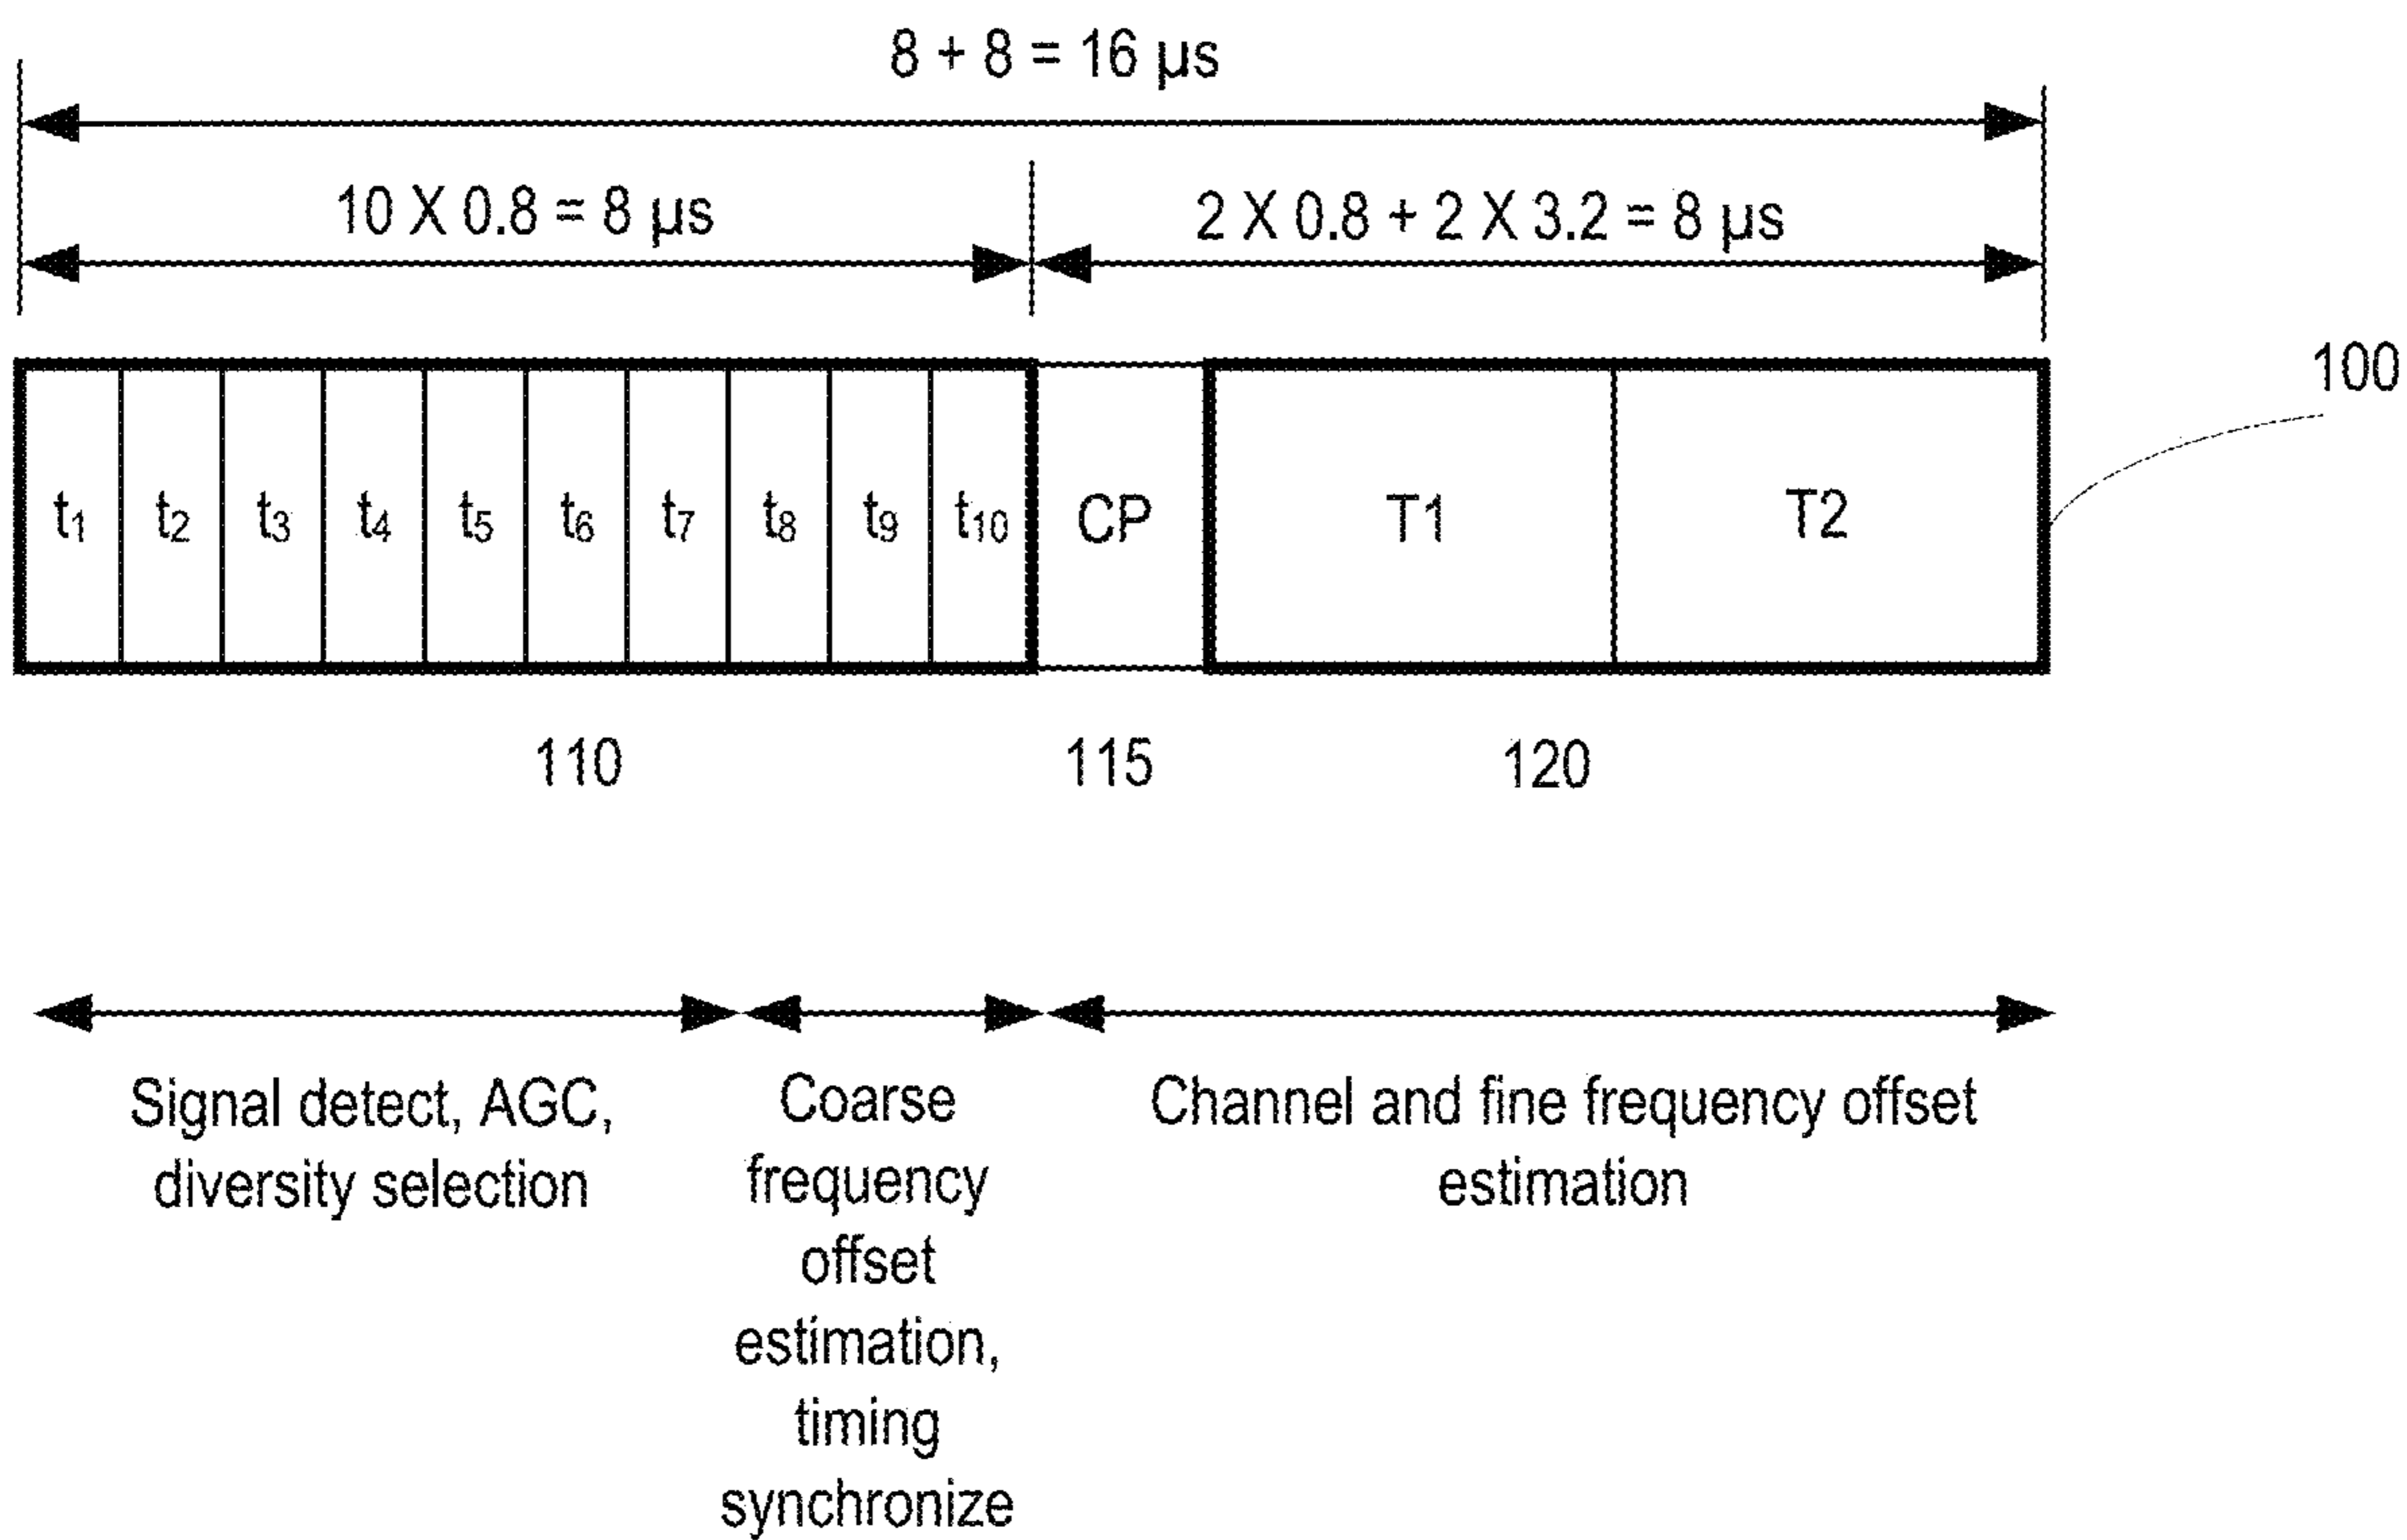 8 + 8 = 16 µs
10 X 0.8 = 8 µs
2 X 0.8 + 2 X 3.2 = 8 µs
100
t1 t2 t3 t4 t5 t6 t7 t8 t9 t10 CP T1 T2
110 115 120
Signal detect, AGC,
diversity selection
Coarse
frequency
offset
estimation,
timing
synchronize
Channel and fine frequency offset
estimation